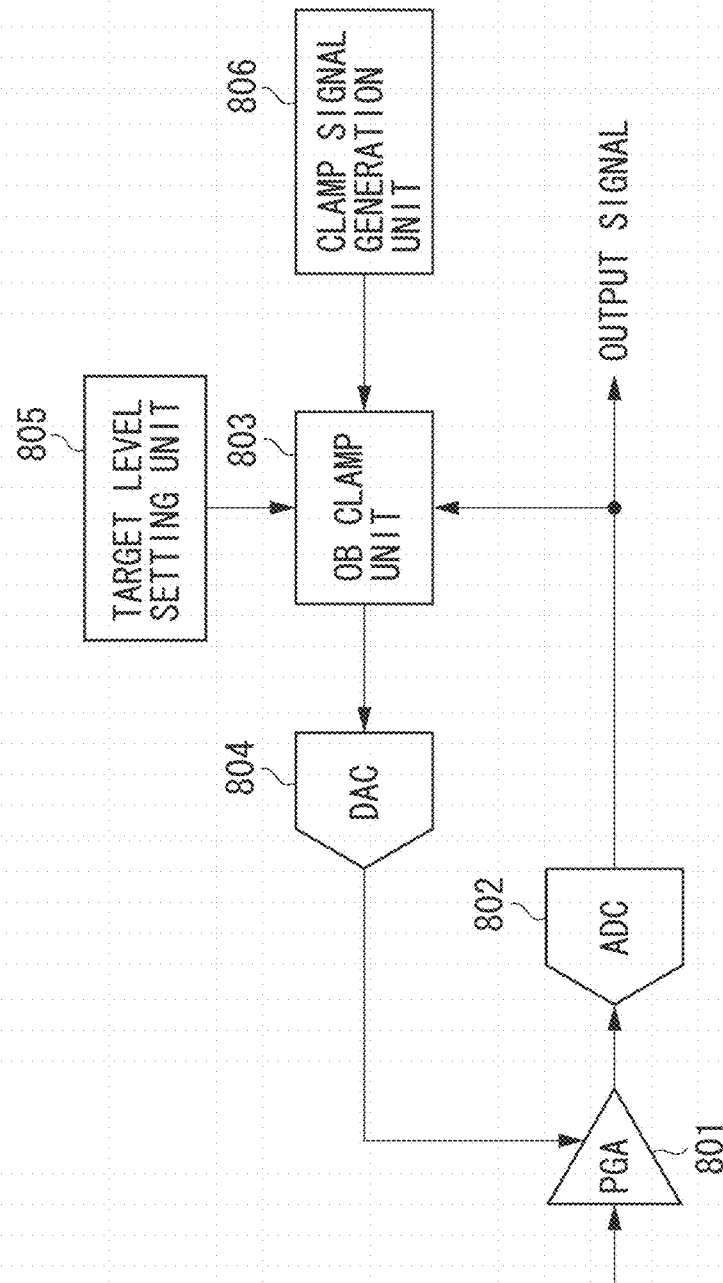 805
TARGET LEVEL
SETTING UNIT
804
DAC
803
OB CLAMP
UNIT
806
CLAMP SIGNAL
GENERATION
UNIT
PGA
801
802
ADC
OUTPUT SIGNAL